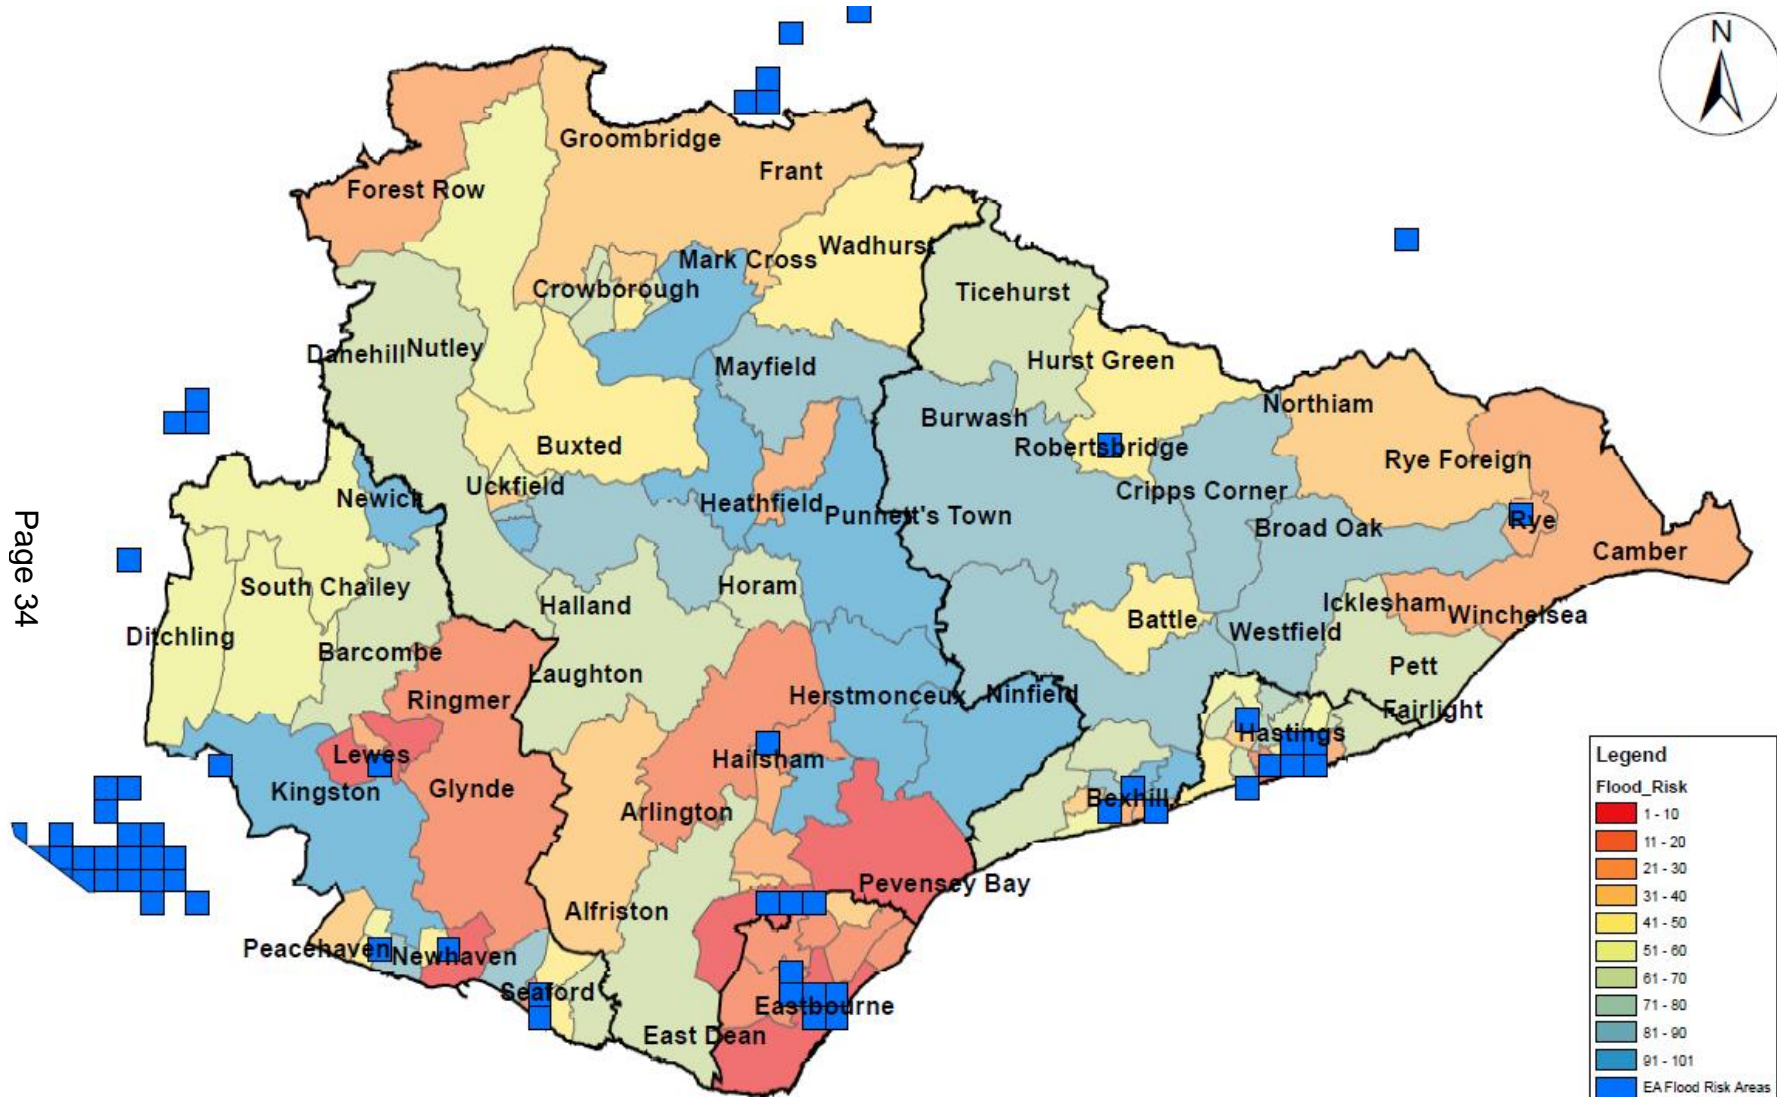 N
Groombridge
Frant
Forest Row
Wadhurst
Mark Cross
Crowborough
Ticehurst
Danehill
Nutley
Hurst Green
Mayfield
Northiam
Burwash
Buxted
Robertsbridge
Rye Foreign
Uckfield
Cripps Corner
Newick
Heathfield
Punnett's Town
Rye
Broad Oak
Camber
Page 34
South Chailey
Horam
Halland
Icklesham
Winchelsea
Ditchling
Battle
Westfield
Barcombe
Pett
Laughton
Ringmer
Herstmonceux
Ninfield
Fairlight
Hastings
Lewes
Hailsham
Kingston
Glynde
Bexhill
Arlington
Pevensey Bay
Alfriston
Peacehaven
Newhaven
Seaford
Eastbourne
East Dean
Legend
Flood_Risk
1 - 10
11 - 20
21 - 30
31 - 40
41 - 50
51 - 60
61 - 70
71 - 80
81 - 90
91 - 101
EA Flood Risk Areas